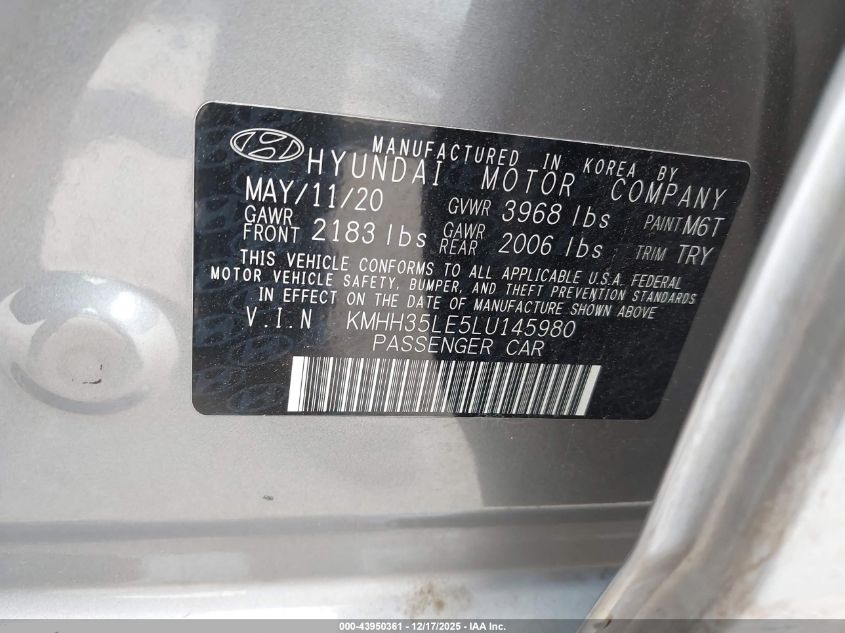 MANUFACTURED IN KOREA BY
HYUNDAI MOTOR COMPANY
MAY/11/20 GVWR 3968 lbs PAINT M6T
GAWR FRONT 2183 lbs GAWR REAR 2006 lbs TRIM TRY
THIS VEHICLE CONFORMS TO ALL APPLICABLE U.S.A. FEDERAL
MOTOR VEHICLE SAFETY, BUMPER, AND THEFT PREVENTION STANDARDS
IN EFFECT ON THE DATE OF MANUFACTURE SHOWN ABOVE
V.I.N KMHH35LE5LU145980
PASSENGER CAR
000-43950361 - 12/17/2025 - IAA Inc.